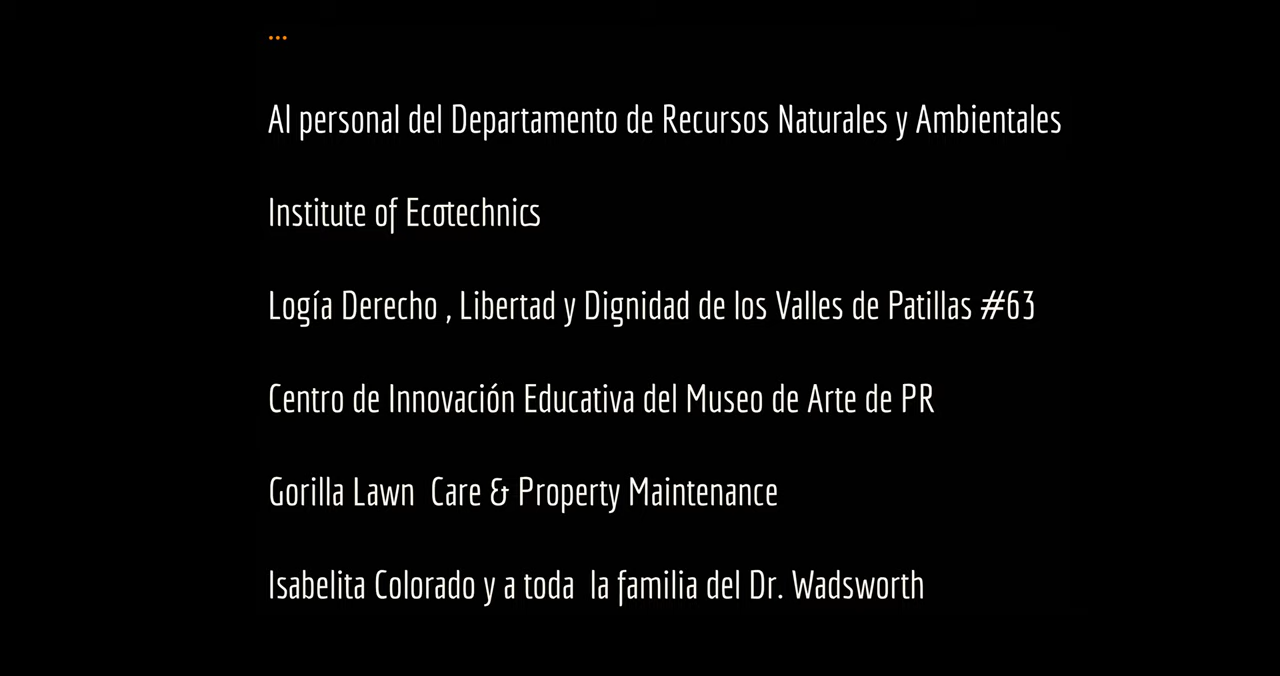 ...
Al personal del Departamento de Recursos Naturales y Ambientales
Institute of Ecotechnics
Logía Derecho , Libertad y Dignidad de los Valles de Patillas #63
Centro de Innovación Educativa del Museo de Arte de PR
Gorilla Lawn  Care & Property Maintenance
Isabelita Colorado y a toda  la familia del Dr. Wadsworth